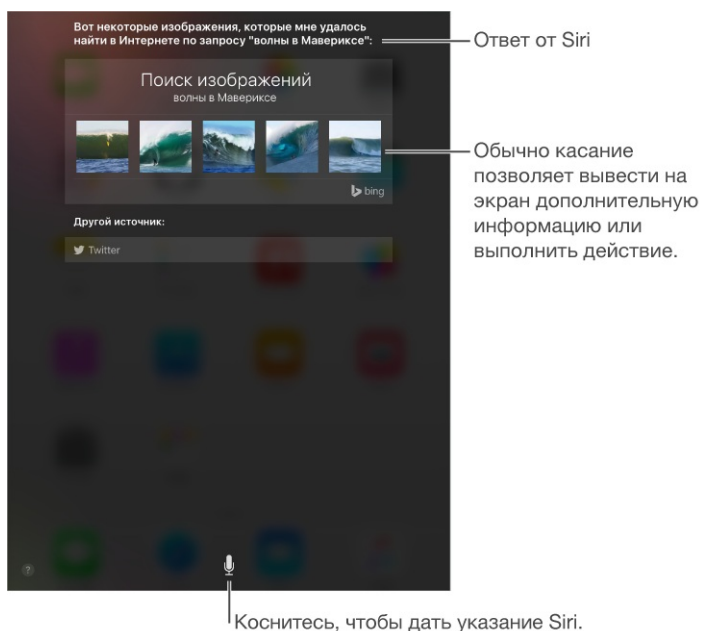 Вот некоторые изображения, которые мне удалось
найти в Интернете по запросу "волны в Мавериксе":
Ответ от Siri
Поиск изображений
волны в Мавериксе
bing
Обычно касание
позволяет вывести на
экран дополнительную
информацию или
выполнить действие.
Другой источник:
Twitter
?
Коснитесь, чтобы дать указание Siri.